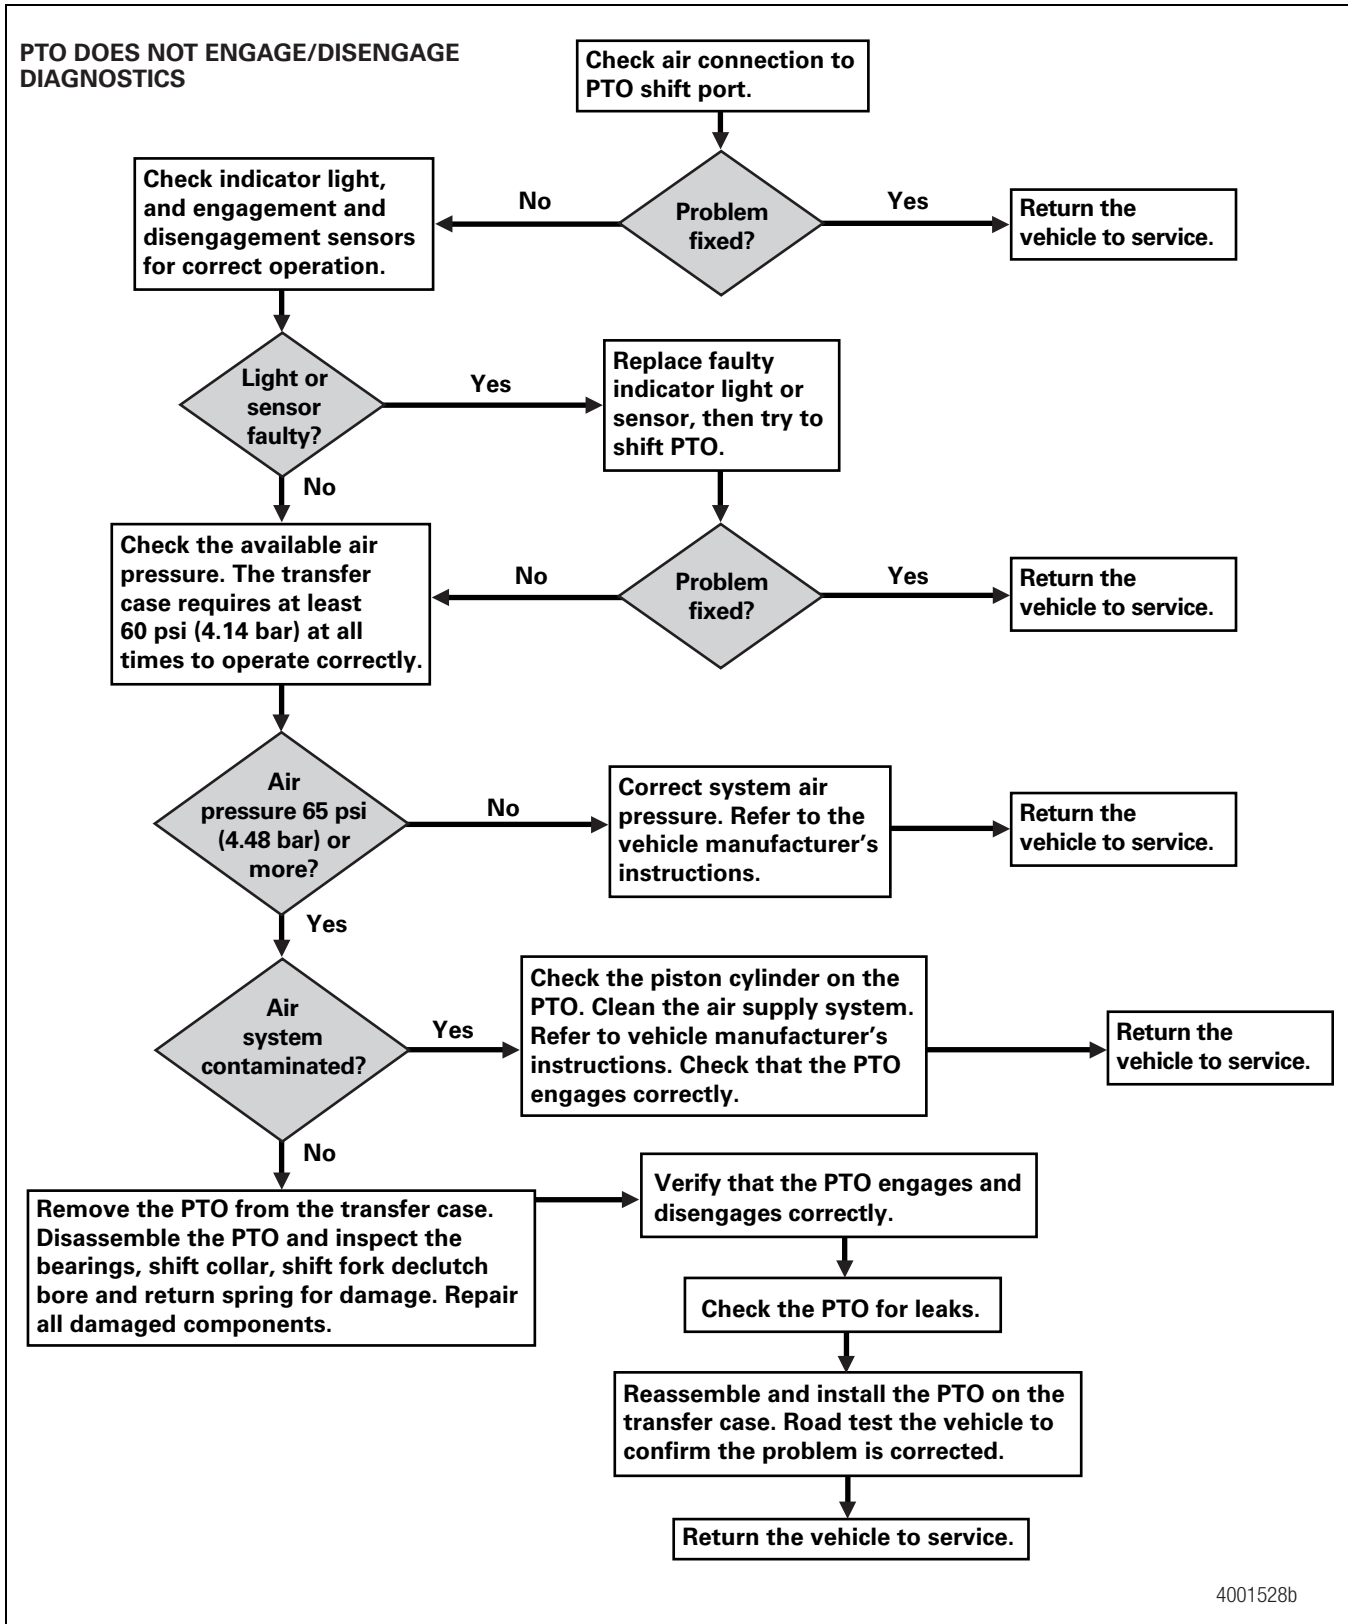 PTO DOES NOT ENGAGE/DISENGAGE
DIAGNOSTICS
Check air connection to
PTO shift port.
Problem
fixed?
Yes
Return the
vehicle to service.
No
Check indicator light,
and engagement and
disengagement sensors
for correct operation.
Light or
sensor
faulty?
Yes
Replace faulty
indicator light or
sensor, then try to
shift PTO.
No
Problem
fixed?
Yes
Return the
vehicle to service.
No
Check the available air
pressure. The transfer
case requires at least
60 psi (4.14 bar) at all
times to operate correctly.
Air
pressure 65 psi
(4.48 bar) or
more?
No
Correct system air
pressure. Refer to the
vehicle manufacturer’s
instructions.
Return the
vehicle to service.
Yes
Air
system
contaminated?
Yes
Check the piston cylinder on the
PTO. Clean the air supply system.
Refer to vehicle manufacturer’s
instructions. Check that the PTO
engages correctly.
Return the
vehicle to service.
No
Remove the PTO from the transfer case.
Disassemble the PTO and inspect the
bearings, shift collar, shift fork declutch
bore and return spring for damage. Repair
all damaged components.
Verify that the PTO engages and
disengages correctly.
Check the PTO for leaks.
Reassemble and install the PTO on the
transfer case. Road test the vehicle to
confirm the problem is corrected.
Return the vehicle to service.
4001528b